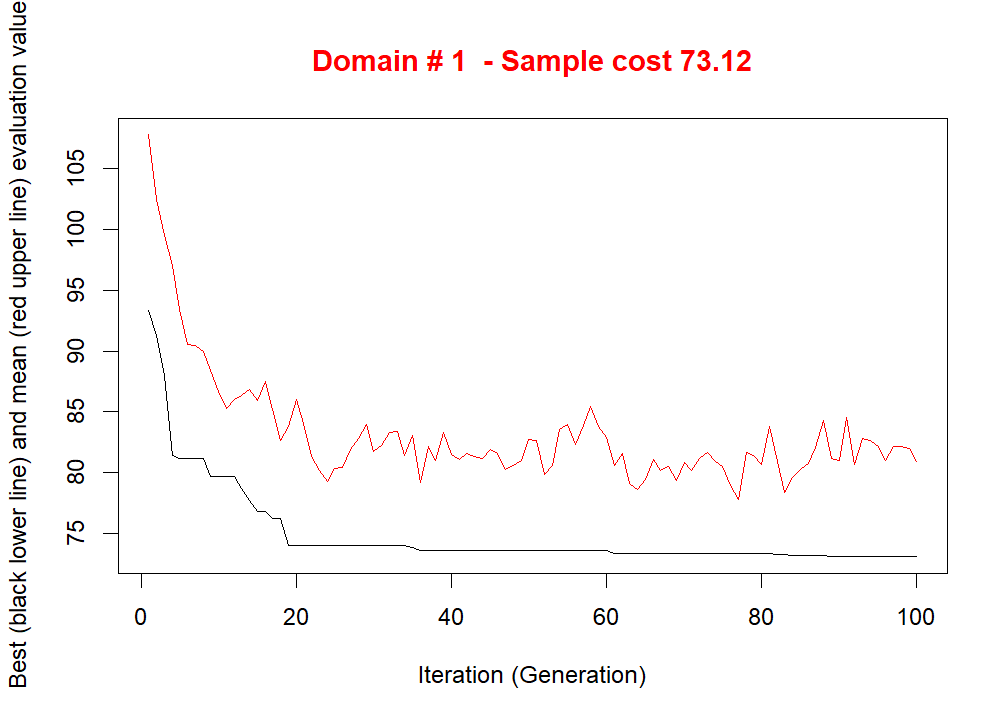 Domain # 1  - Sample cost 73.12
Best (black lower line) and mean (red upper line) evaluation value
105
100
95
90
85
80
75
0 20 40 60 80 100
Iteration (Generation)